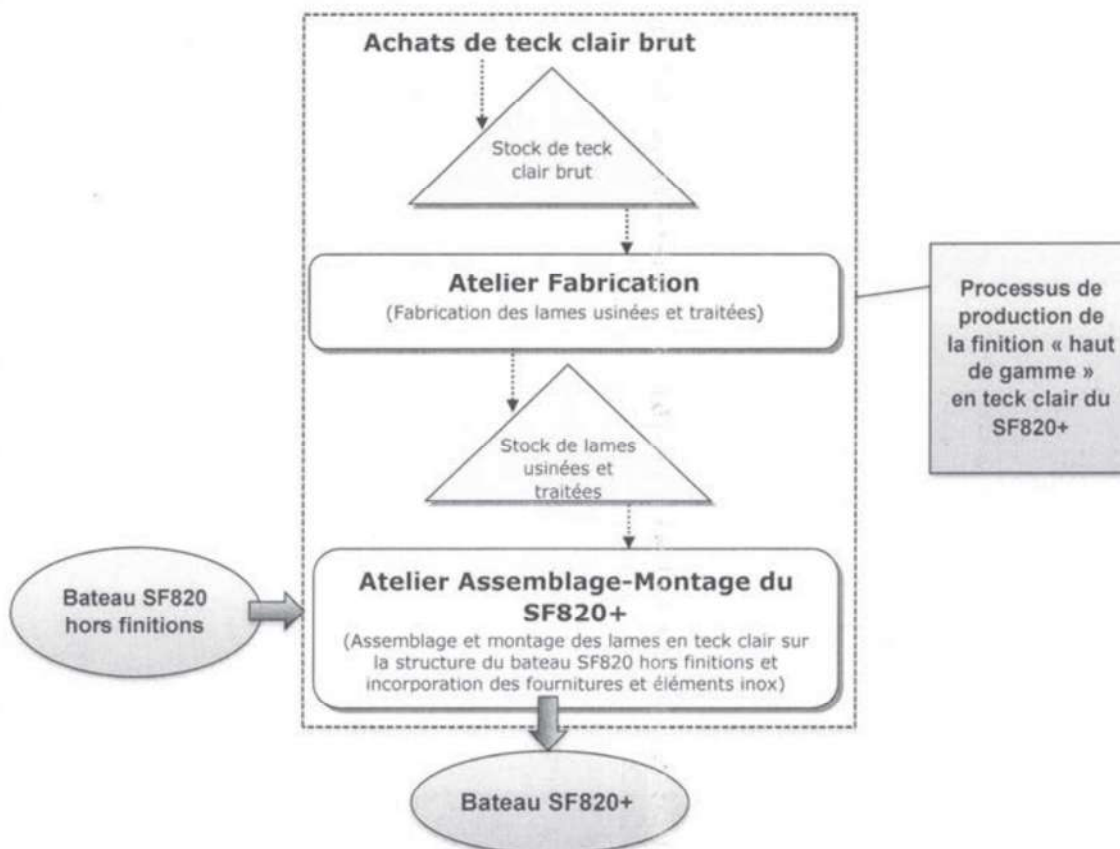 Achats de teck clair brut
Stock de teck
clair brut
Atelier Fabrication
(Fabrication des lames usinées et traitées)
Processus de
production de
la finition « haut
de gamme »
en teck clair du
SF820+
Stock de lames
usinées et
traitées
Bateau SF820
hors finitions
Atelier Assemblage-Montage du
SF820+
(Assemblage et montage des lames en teck clair sur
la structure du bateau SF820 hors finitions et
incorporation des fournitures et éléments inox)
Bateau SF820+